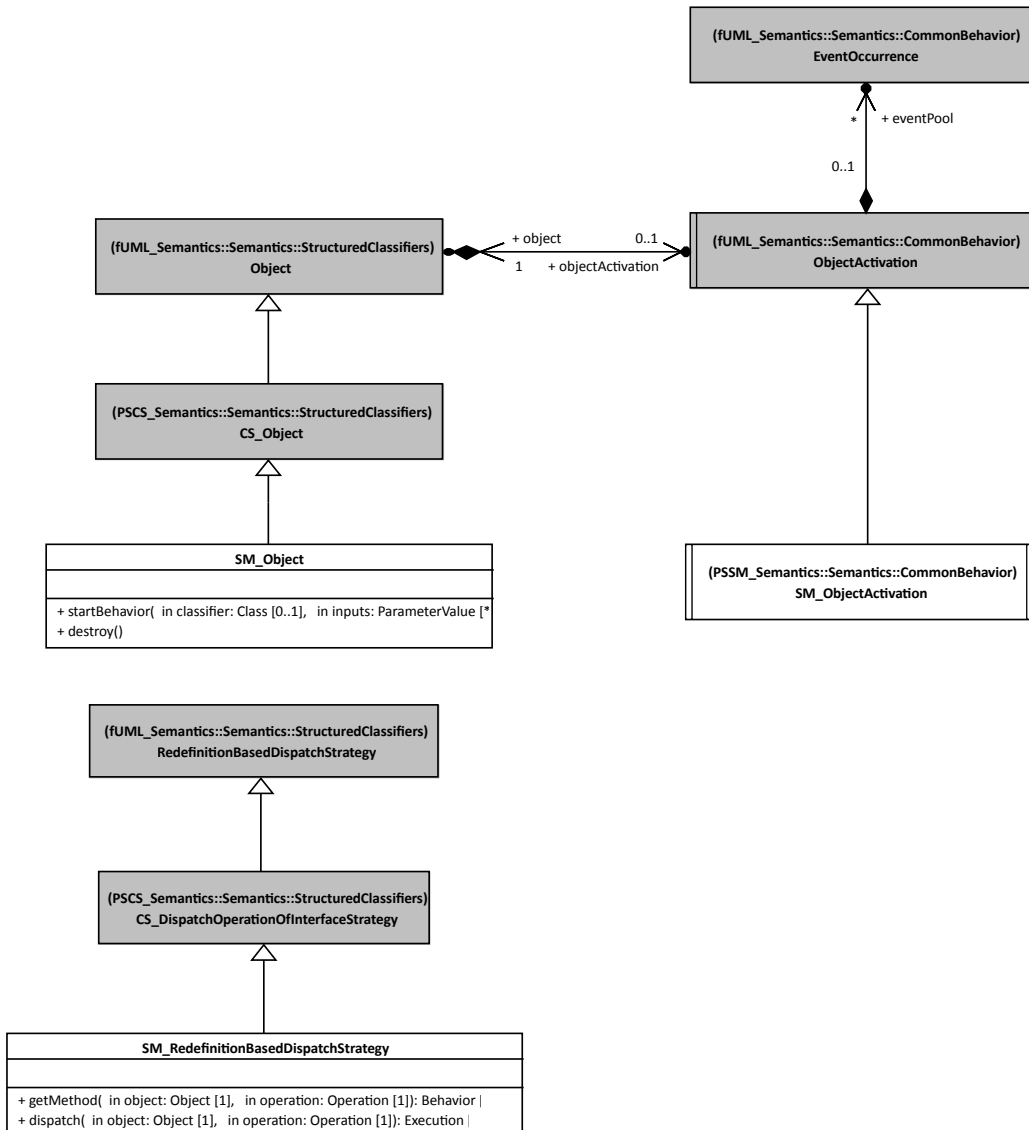 (fUML_Semantics::Semantics::CommonBehavior)
EventOccurrence
*
+ eventPool
0..1
(fUML_Semantics::Semantics::StructuredClassifiers)
Object
+ object
0..1
1
+ objectActivation
(fUML_Semantics::Semantics::CommonBehavior)
ObjectActivation
(PSCS_Semantics::Semantics::StructuredClassifiers)
CS_Object
SM_Object
+ startBehavior( in classifier: Class [0..1], in inputs: ParameterValue [*
+ destroy()
(PSSM_Semantics::Semantics::CommonBehavior)
SM_ObjectActivation
(fUML_Semantics::Semantics::StructuredClassifiers)
RedefinitionBasedDispatchStrategy
(PSCS_Semantics::Semantics::StructuredClassifiers)
CS_DispatchOperationOfInterfaceStrategy
SM_RedefinitionBasedDispatchStrategy
+ getMethod( in object: Object [1], in operation: Operation [1]): Behavior
+ dispatch( in object: Object [1], in operation: Operation [1]): Execution